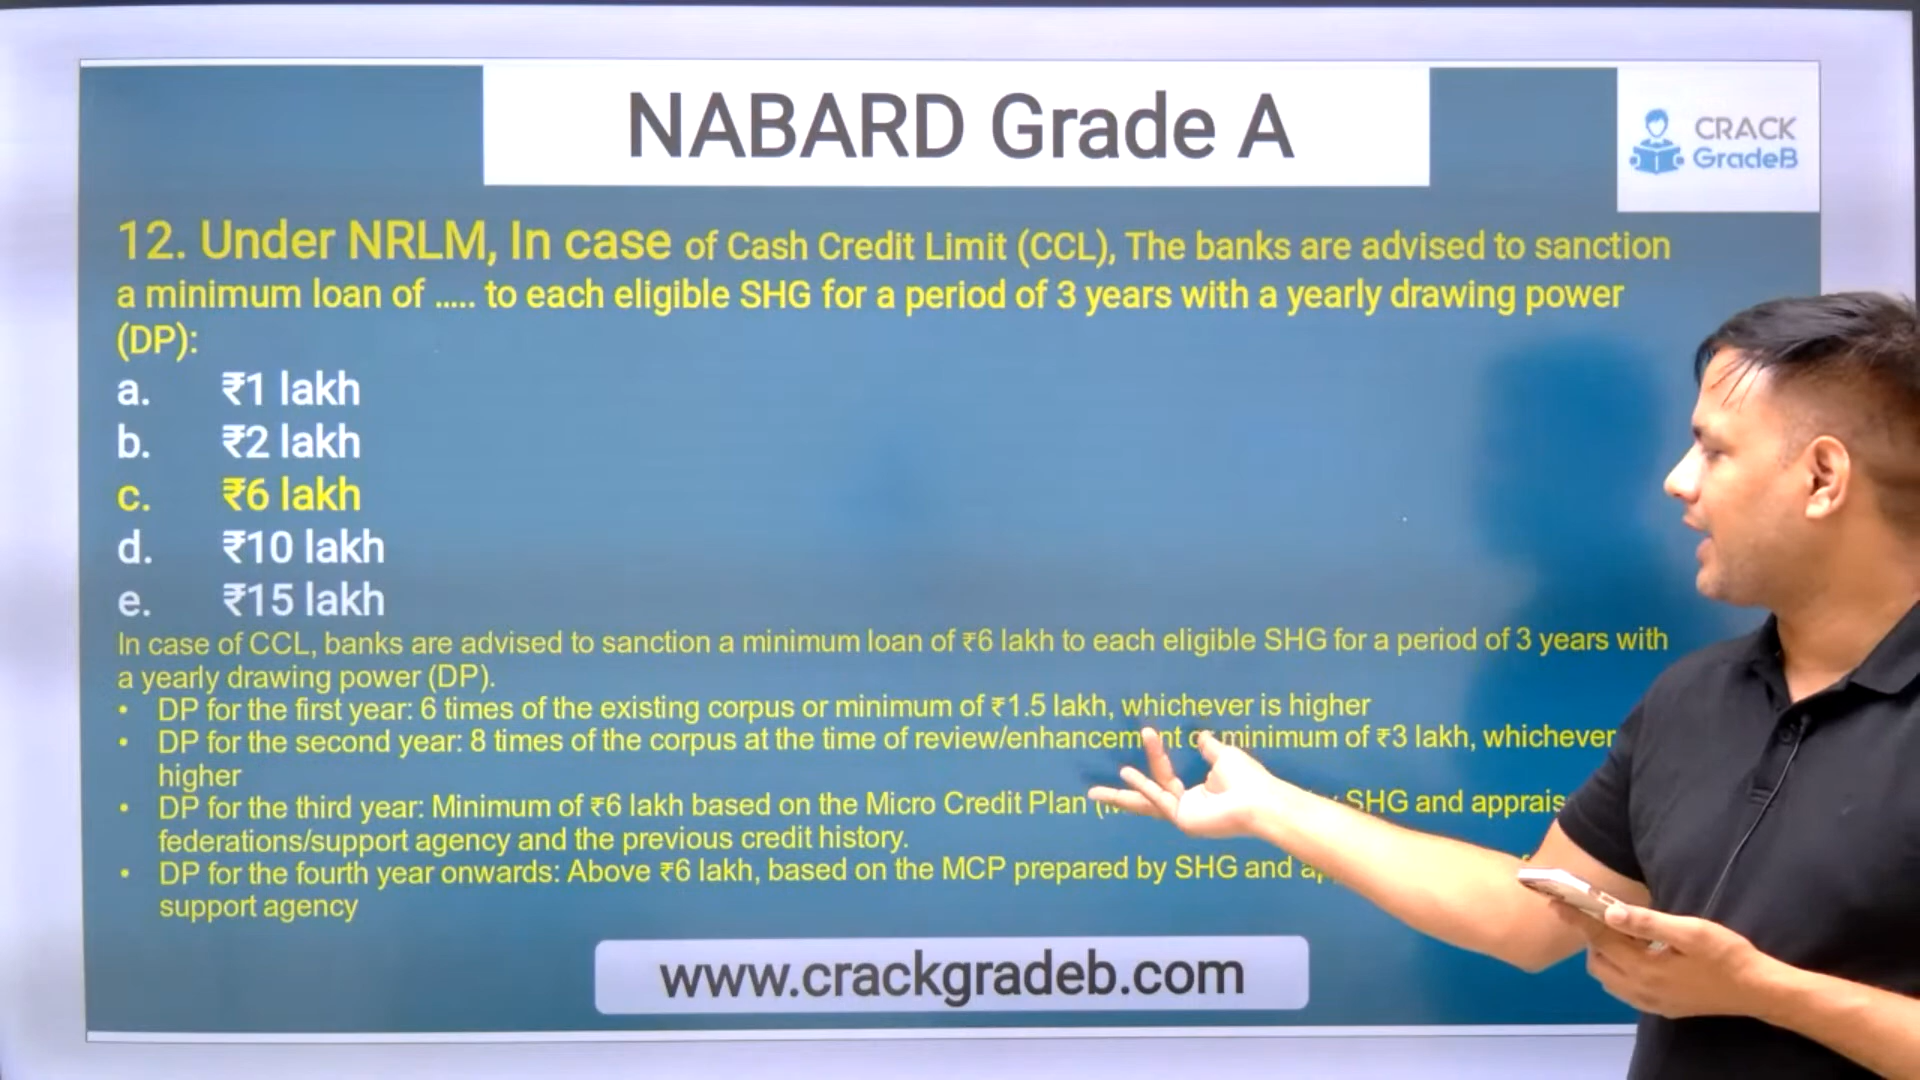 NABARD Grade A
CRACK
GradeB
12. Under NRLM, In case of Cash Credit Limit (CCL), The banks are advised to sanction
a minimum loan of ..... to each eligible SHG for a period of 3 years with a yearly drawing power
(DP):
a. ₹1 lakh
b. ₹2 lakh
c. ₹6 lakh
d. ₹10 lakh
e. ₹15 lakh
In case of CCL, banks are advised to sanction a minimum loan of ₹6 lakh to each eligible SHG for a period of 3 years with
a yearly drawing power (DP).
• DP for the first year: 6 times of the existing corpus or minimum of ₹1.5 lakh, whichever is higher
• DP for the second year: 8 times of the corpus at the time of review/enhancement or minimum of ₹3 lakh, whichever
higher
• DP for the third year: Minimum of ₹6 lakh based on the Micro Credit Plan SHG and
federations/support agency and the previous credit history.
• DP for the fourth year onwards: Above ₹6 lakh, based on the MCP prepared by SHG and
support agency
www.crackgradeb.com